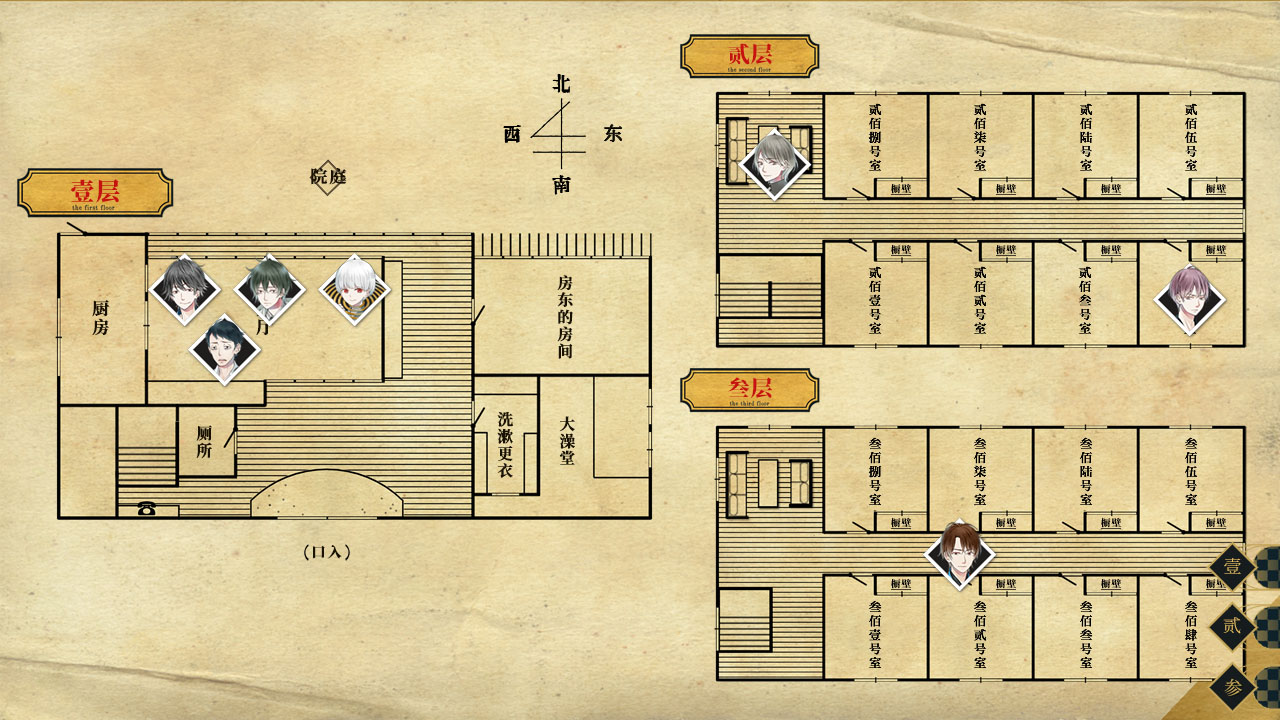 北
西
东
南
院庭
壹层
the first floor
厨房
厅
房东的房间
厕所
洗漱更衣
大澡堂
(口入)
贰层
the second floor
贰佰捌号室
贰佰柒号室
贰佰陆号室
贰佰伍号室
橱壁
橱壁
橱壁
橱壁
橱壁
橱壁
橱壁
橱壁
贰佰壹号室
贰佰贰号室
贰佰叁号室
叁层
the third floor
叁佰捌号室
叁佰柒号室
叁佰陆号室
叁佰伍号室
橱壁
橱壁
橱壁
橱壁
橱壁
橱壁
橱壁
橱壁
叁佰壹号室
叁佰贰号室
叁佰叁号室
叁佰肆号室
壹
贰
参